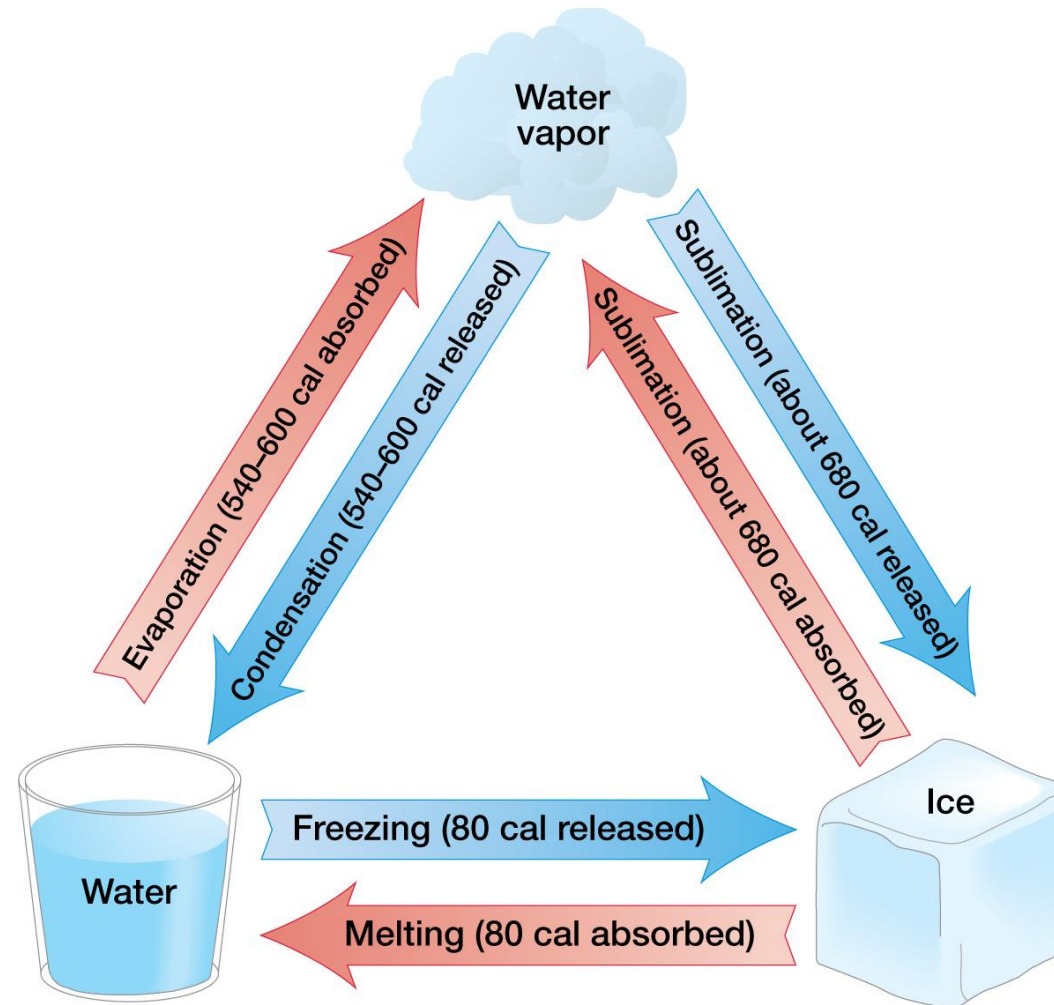 Water
vapor
Evaporation (540–600 cal absorbed)
Condensation (540–600 cal released)
Sublimation (about 680 cal absorbed)
Sublimation (about 680 cal released)
Water
Freezing (80 cal released)
Ice
Melting (80 cal absorbed)